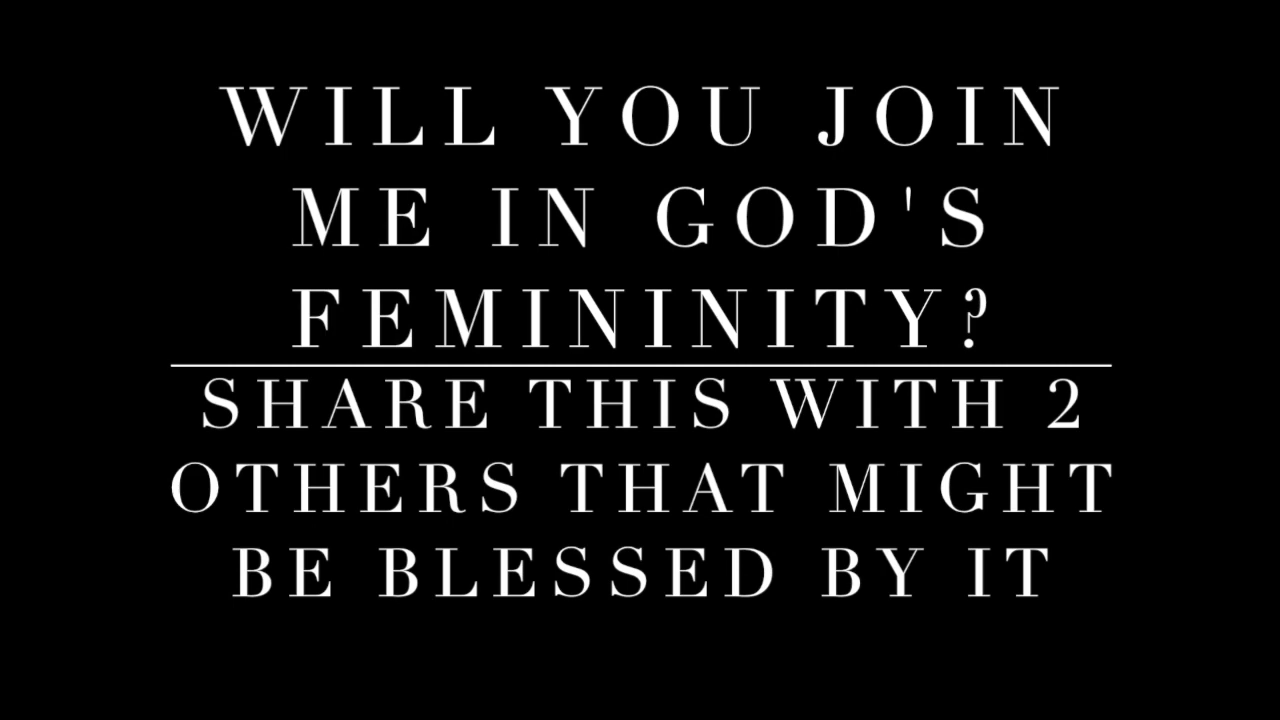 WILL YOU JOIN
ME IN GOD'S
FEMININITY?
SHARE THIS WITH 2
OTHERS THAT MIGHT
BE BLESSED BY IT